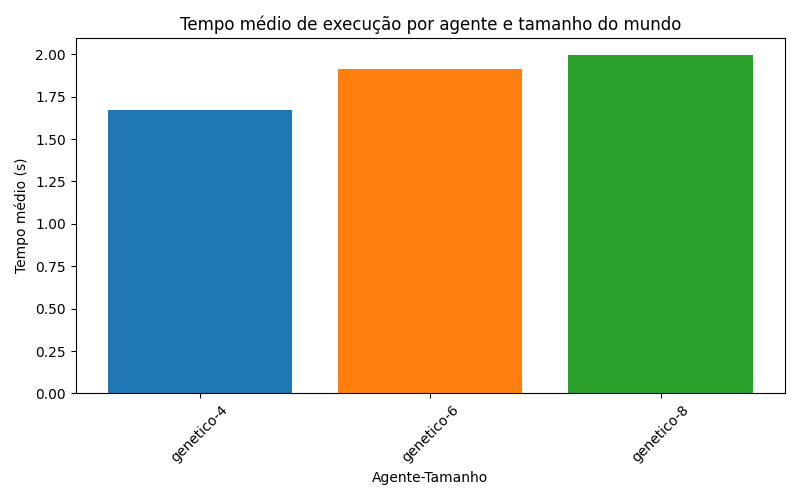 Tempo médio de execução por agente e tamanho do mundo
Tempo médio (s)
2.00
1.75
1.50
1.25
1.00
0.75
0.50
0.25
0.00
genetico-4
genetico-6
genetico-8
Agente-Tamanho